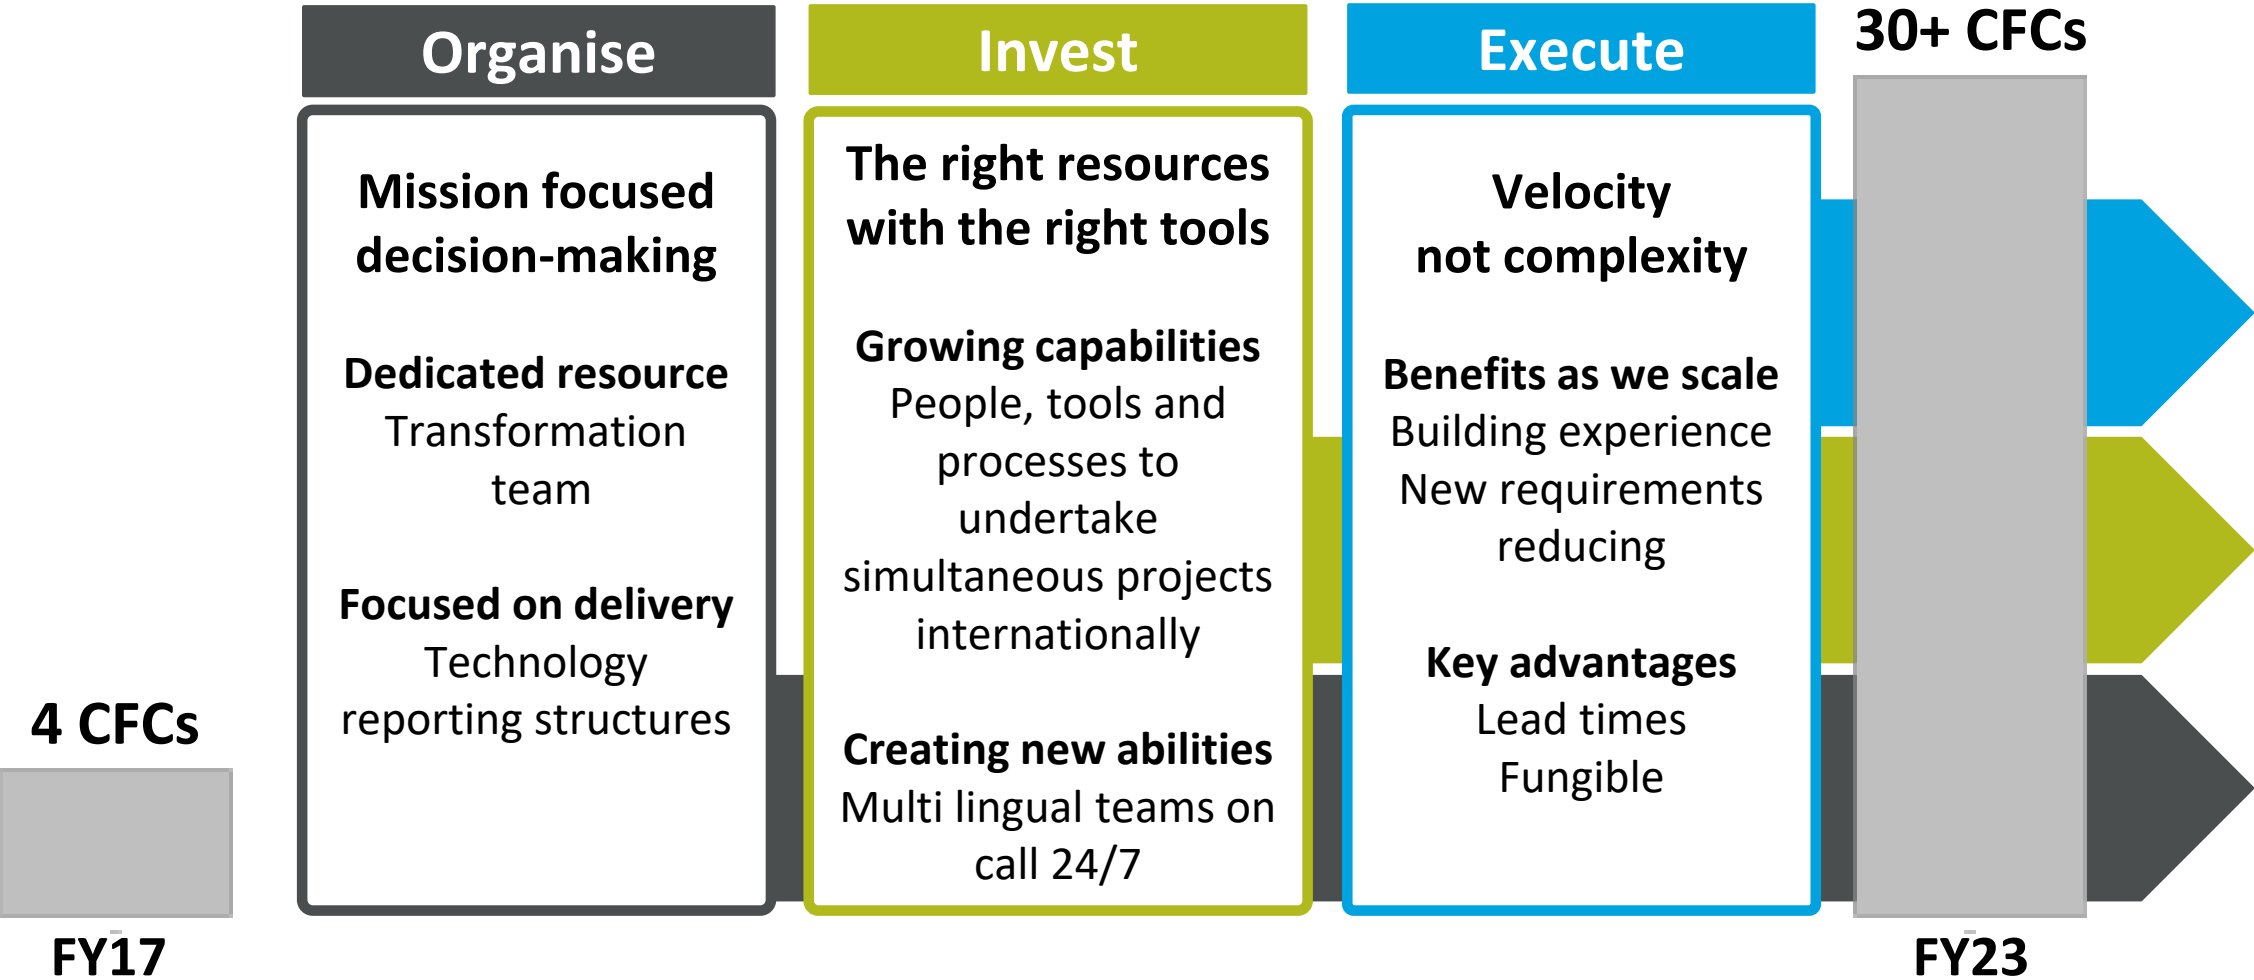 4 CFCs
FY17
Organise
Mission focused
decision-making
Dedicated resource
Transformation
team
Focused on delivery
Technology
reporting structures
Invest
The right resources
with the right tools
Growing capabilities
People, tools and
processes to
undertake
simultaneous projects
internationally
Creating new abilities
Multi lingual teams on
call 24/7
Execute
Velocity
not complexity
Benefits as we scale
Building experience
New requirements
reducing
Key advantages
Lead times
Fungible
30+ CFCs
FY23